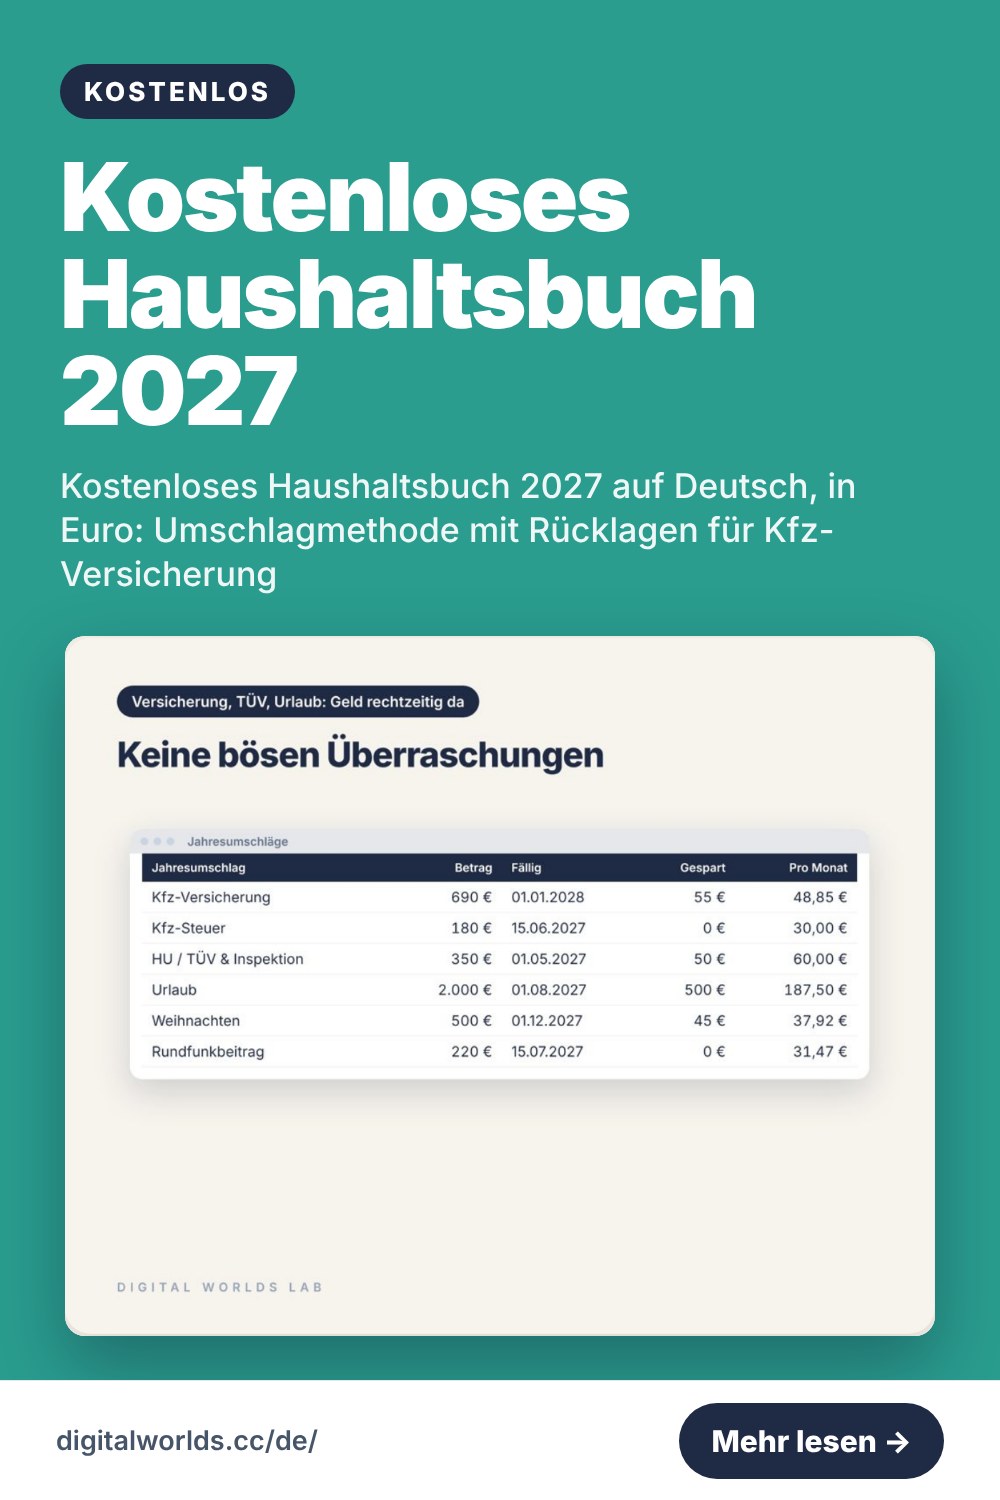 KOSTENLOS
Kostenloses
Haushaltsbuch
2027
Kostenloses Haushaltsbuch 2027 auf Deutsch, in
Euro: Umschlagmethode mit Rücklagen für Kfz-
Versicherung
Versicherung, TÜV, Urlaub: Geld rechtzeitig da
Keine bösen Überraschungen
Jahresumschläge
Jahresumschlag Betrag Fällig Gespart Pro Monat
Kfz-Versicherung 690 € 01.01.2028 55 € 48,85 €
Kfz-Steuer 180 € 15.06.2027 0 € 30,00 €
HU / TÜV & Inspektion 350 € 01.05.2027 50 € 60,00 €
Urlaub 2.000 € 01.08.2027 500 € 187,50 €
Weihnachten 500 € 01.12.2027 45 € 37,92 €
Rundfunkbeitrag 220 € 15.07.2027 0 € 31,47 €
DIGITAL WORLDS LAB
digitalworlds.cc/de/
Mehr lesen →